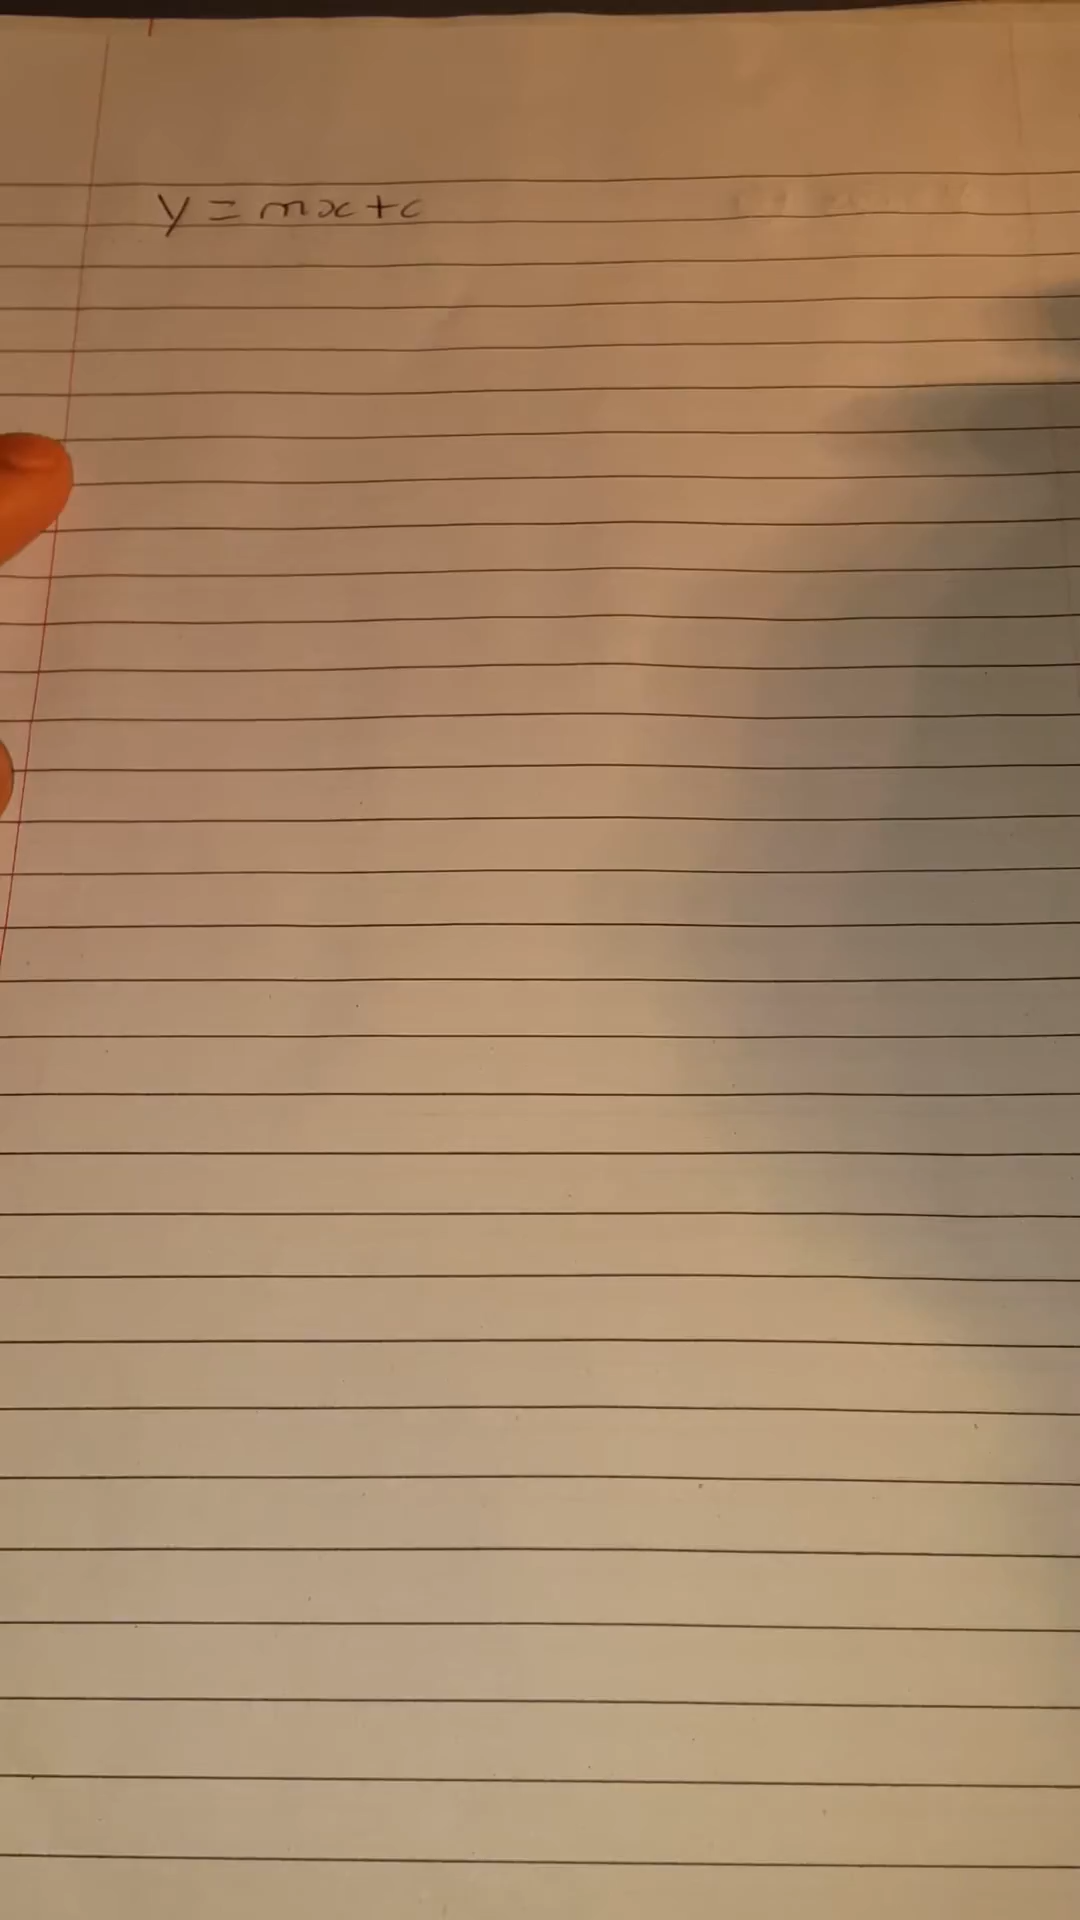 y = mx + c